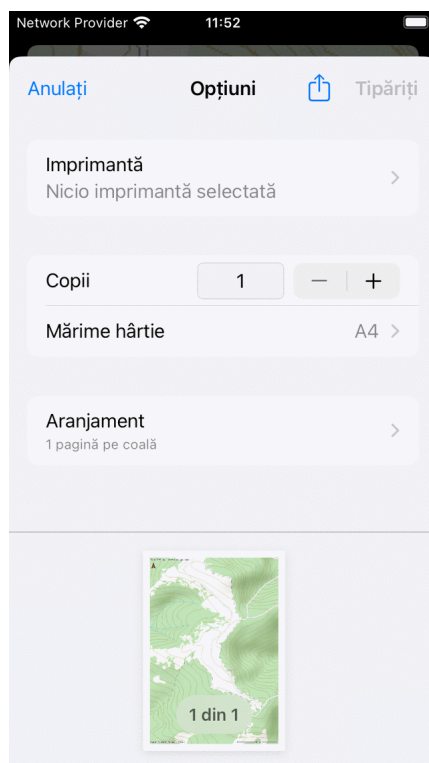 Network Provider 11:52
Anulați Opțiuni Tipăriți
Imprimantă
Nicio imprimantă selectată
Copii 1 − +
Mărime hârtie A4
Aranjament
1 pagină pe coală
1 din 1